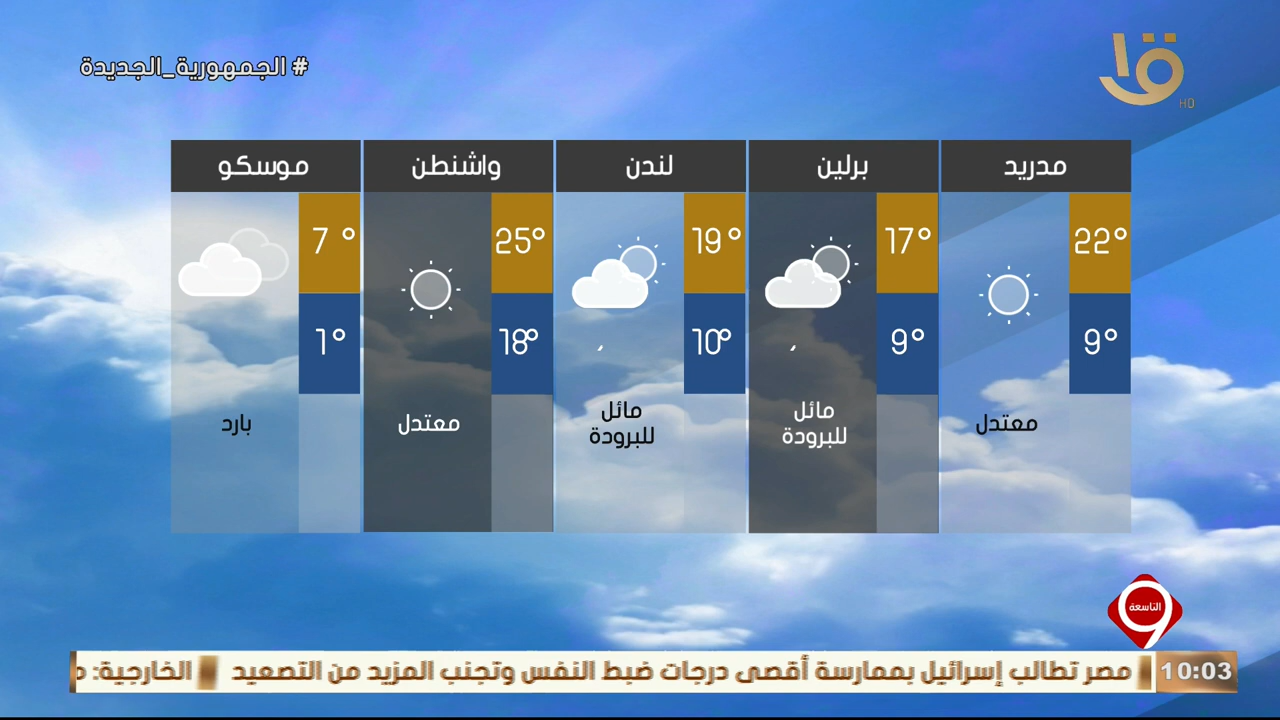 # الجمهورية_الجديدة
HD
مدريد
22°
9°
معتدل
برلين
17°
9°
مائل
للبرودة
لندن
19°
10°
مائل
للبرودة
واشنطن
25°
18°
معتدل
موسكو
7°
1°
بارد
التاسعة
9
10:03
مصر تطالب إسرائيل بممارسة أقصى درجات ضبط النفس وتجنب المزيد من التصعيد
الخارجية: